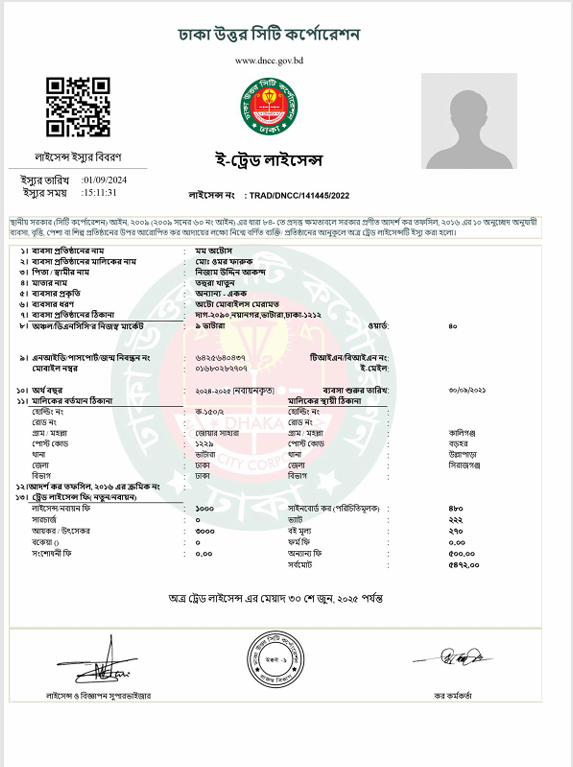 ঢাকা উত্তর সিটি কর্পোরেশন
www.dncc.gov.bd
লাইসেন্স ইস্যুর বিবরণ
ইস্যুর তারিখ :01/09/2024
ইস্যুর সময় :15:11:31
ই-ট্রেড লাইসেন্স
লাইসেন্স নং : TRAD/DNCC/141445/2022
স্থানীয় সরকার (সিটি কর্পোরেশন) আইন, ২০০৯ (২০০৯ সনের ৬০ নং আইন) এর ধারা ৮৪- তে প্রদত্ত ক্ষমতাবলে সরকার প্রণীত আদর্শ কর তফসিল, ২০১৬ এর ১০ অনুচ্ছেদ অনুযায়ী
ব্যবসা, বৃত্তি, পেশা বা শিল্প প্রতিষ্ঠানের উপর আরোপিত কর আদায়ের লক্ষ্যে নিম্নে বর্ণিত ব্যক্তি/ প্রতিষ্ঠানের অনুকূলে অত্র ট্রেড লাইসেন্সটি ইস্যু করা হলো।
১। ব্যবসা প্রতিষ্ঠানের নাম : মম অটোস
২। ব্যবসা প্রতিষ্ঠানের মালিকের নাম : মোঃ ওমর ফারুক
৩। পিতা / স্বামীর নাম : নিজাম উদ্দিন আকন্দ
৪। মাতার নাম : তহুরা খাতুন
৫। ব্যবসার প্রকৃতি : অন্যান্য - একক
৬। ব্যবসার ধরণ : অটো মোবাইলস মেরামত
৭। ব্যবসা প্রতিষ্ঠানের ঠিকানা : দাগ-২০৯০,নয়ানগর,ভাটারা,ঢাকা-১২১২
৮। অঞ্চল/ডিএনসিসি'র নিজস্ব মার্কেট : ৯ ভাটারা ওয়ার্ড: ৪০
৯। এনআইডি/পাসপোর্ট/জন্ম নিবন্ধন নং : ৬৪২৫৬৪০৪৩৭ টিআইএন/বিআইএন নং:
মোবাইল নম্বর : ০১৬৮০২৮২৭০৭ ই-মেইল:
১০। অর্থ বছর : ২০২৪-২০২৫ (নবায়নকৃত) ব্যবসা শুরুর তারিখ: ৩০/০৯/২০২১
১১। মালিকের বর্তমান ঠিকানা মালিকের স্থায়ী ঠিকানা
হোল্ডিং নং : ক-১৫০/২ হোল্ডিং নং :
রোড নং : রোড নং :
গ্রাম / মহল্লা : জোয়ার সাহারা গ্রাম / মহল্লা : কালিগঞ্জ
পোস্ট কোড : ১২২৯ পোস্ট কোড : বড়হর
থানা : ভাটারা থানা : উল্লাপাড়া
জেলা : ঢাকা জেলা : সিরাজগঞ্জ
বিভাগ : ঢাকা বিভাগ :
১২।আদর্শ কর তফসিল, ২০১৬ এর ক্রমিক নং :
১৩। ট্রেড লাইসেন্স ফি( নতুন/নবায়ন)
লাইসেন্স/নবায়ন ফি : ১০০০ সাইনবোর্ড কর (পরিচিতিমূলক) : ৪৮০
সারচার্জ : ০ ভ্যাট : ২২২
আয়কর / উৎসেকর : ৩০০০ বই মূল্য : ২৭০
বকেয়া () : ০ ফর্ম ফি : ০.০০
সংশোধনী ফি : ০.০০ অন্যান্য ফি : ৫০০.০০
সর্বমোট : ৫৪৭২.০০
অত্র ট্রেড লাইসেন্স এর মেয়াদ ৩০ শে জুন, ২০২৫ পর্যন্ত
লাইসেন্স ও বিজ্ঞাপন সুপারভাইজার
কর কর্মকর্তা